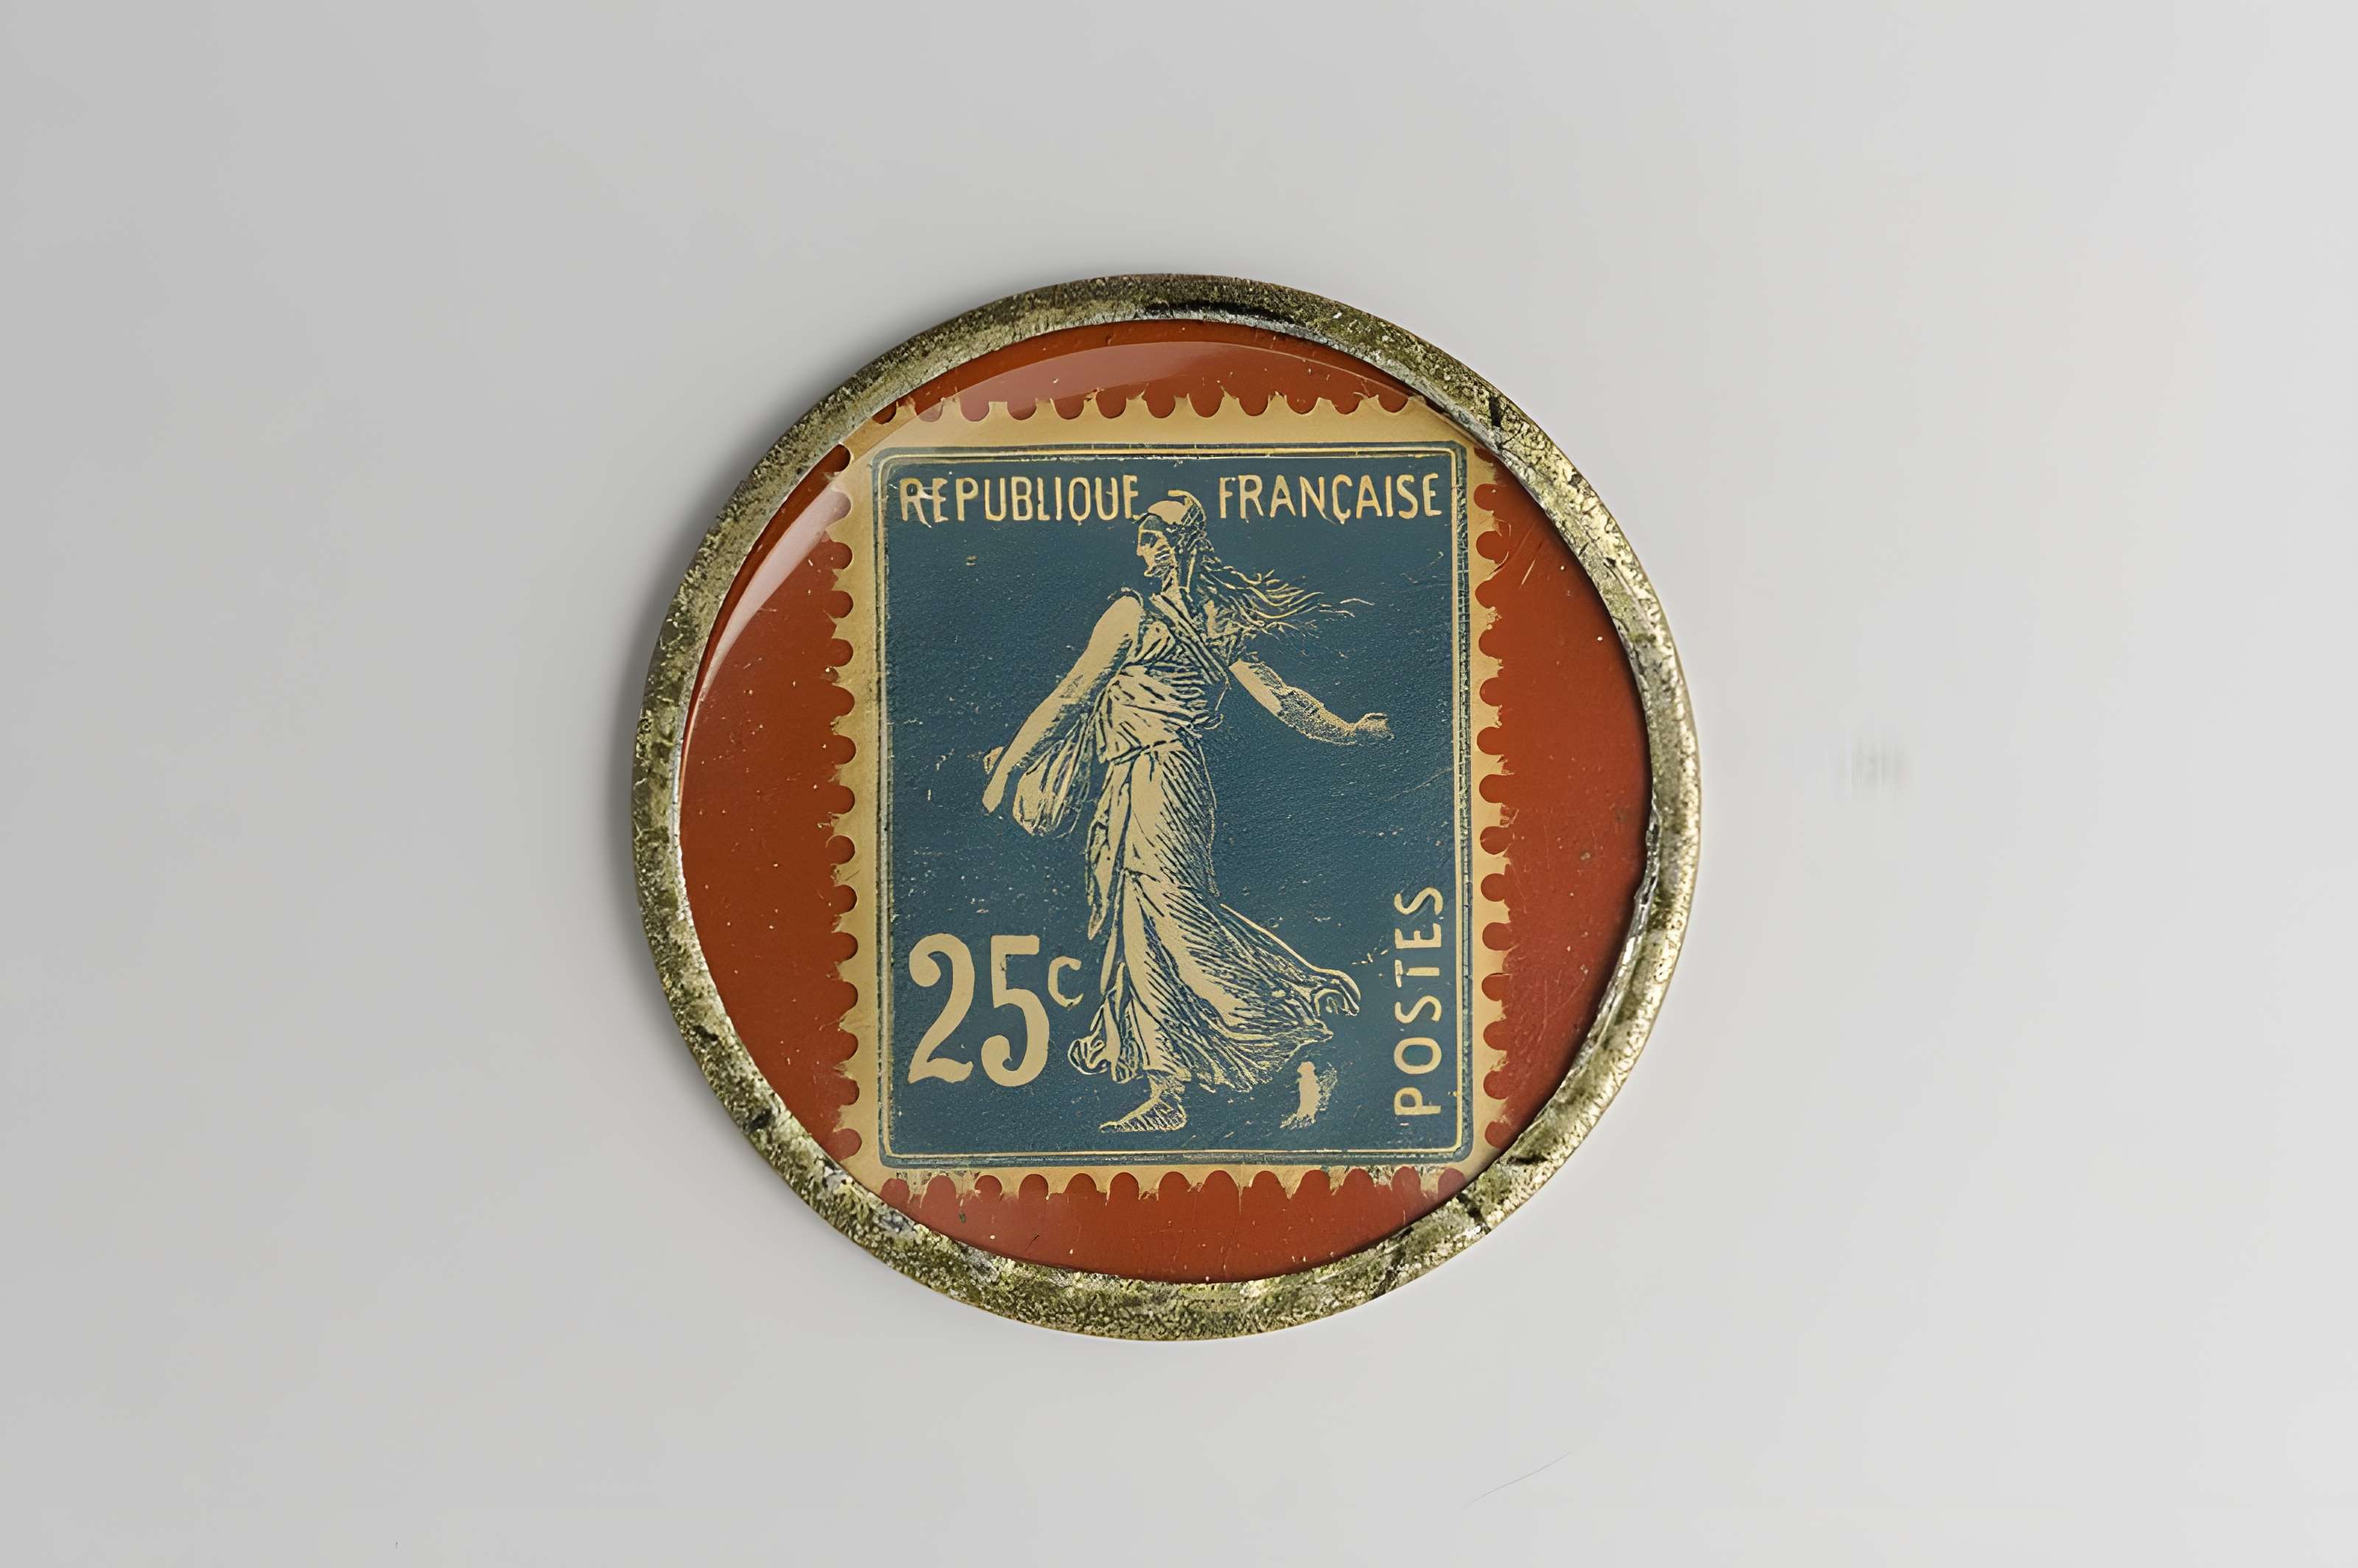 REPUBLIQUE FRANÇAISE
25c
POSTES